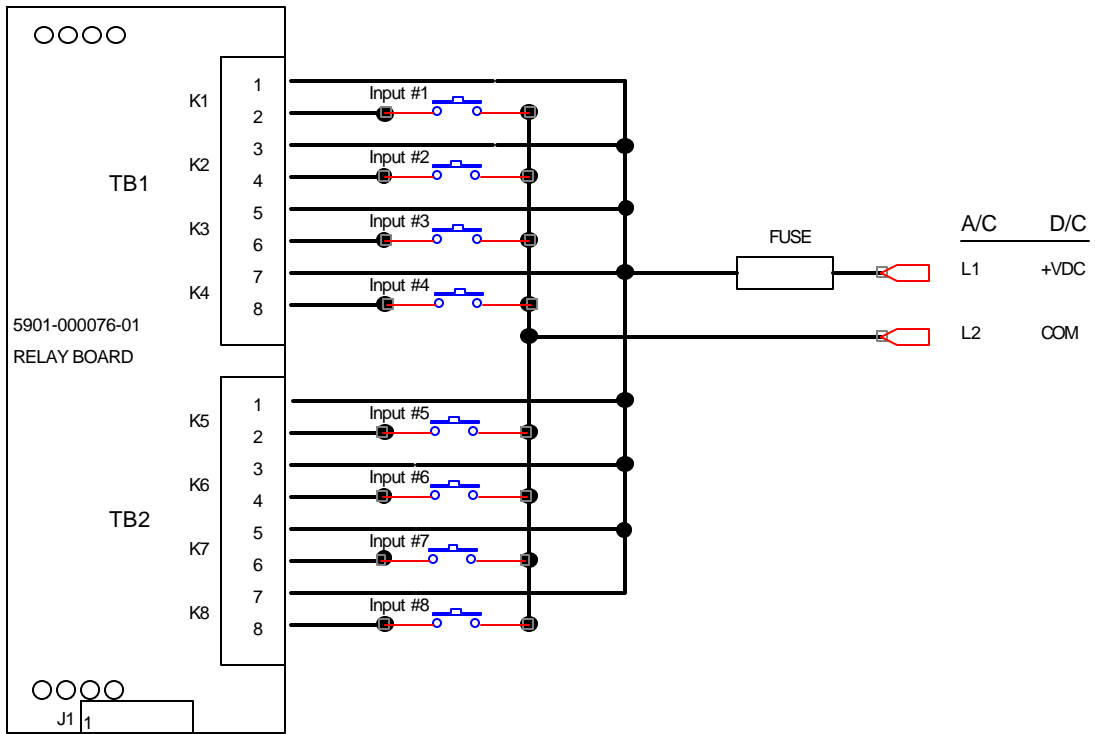 K1
1
2
Input #1
K2
3
4
Input #2
TB1
K3
5
6
Input #3
K4
7
8
Input #4
FUSE
A/C D/C
L1 +VDC
L2 COM
5901-000076-01
RELAY BOARD
K5
1
2
Input #5
K6
3
4
Input #6
TB2
K7
5
6
Input #7
K8
7
8
Input #8
J1
1